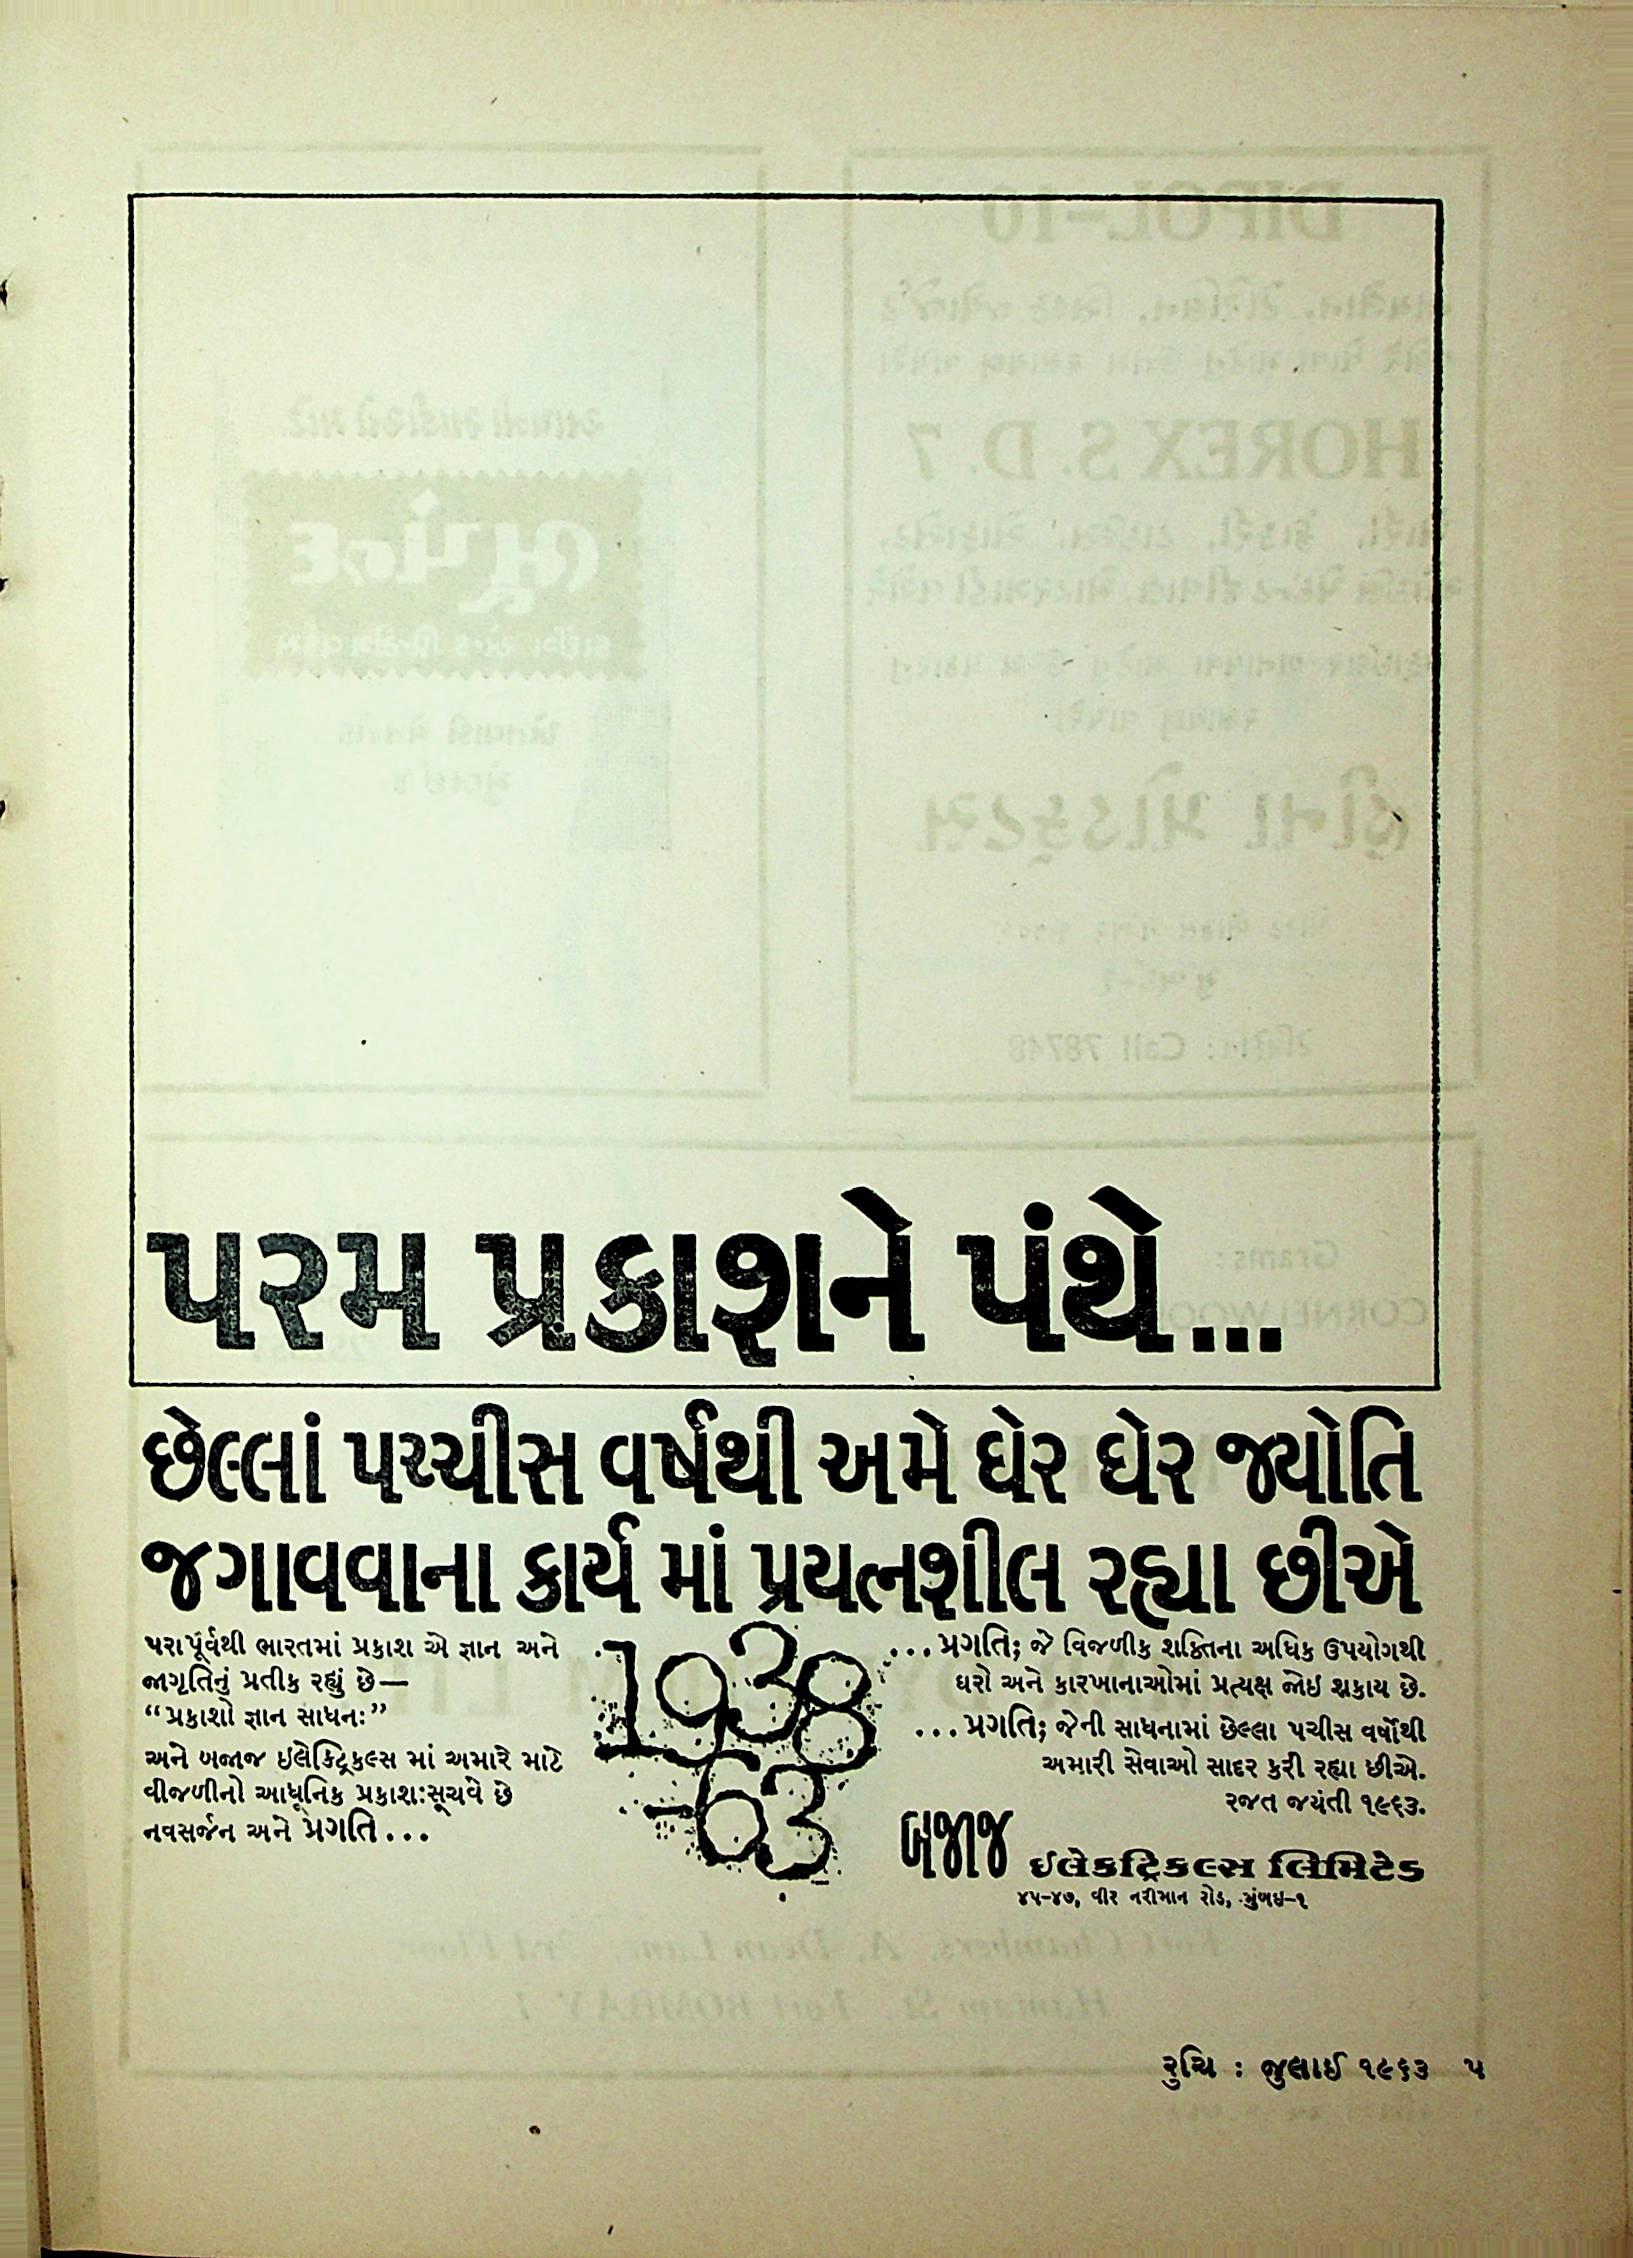 પરમ પ્રકાશને પંથે...
છેલ્લાં પચ્ચીસ વર્ષથી અમે ઘેર ઘેર જ્યોતિ
જગાવવાના કાર્ય માં પ્રયત્નશીલ રહ્યા છીએ
પરાપૂર્વથી ભારતમાં પ્રકાશ એ જ્ઞાન અને
જાગૃતિનું પ્રતીક રહ્યું છે—
“પ્રકાશો જ્ઞાન સાધનઃ”
અને બજાજ ઇલેક્ટ્રિકલ્સ માં અમારે માટે
વીજળીનો આધૂનિક પ્રકાશઃસૂચવે છે
નવસર્જન અને પ્રગતિ...
1938
-63
...પ્રગતિ; જે વિજળીક શક્તિના અધિક ઉપયોગથી
ઘરો અને કારખાનાઓમાં પ્રત્યક્ષ જોઇ શકાય છે.
...પ્રગતિ; જેની સાધનામાં છેલ્લા પચીસ વર્ષોથી
અમારી સેવાઓ સાદર કરી રહ્યા છીએ.
રજત જયંતી ૧૯૬૩.
બજાજ ઈલેકટ્રિકલ્સ લિમિટેડ
૪૫-૪૭, વીર નરીમાન રોડ, મુંબઇ-૧
રુચિ : જુલાઈ ૧૯૬૩ ૫